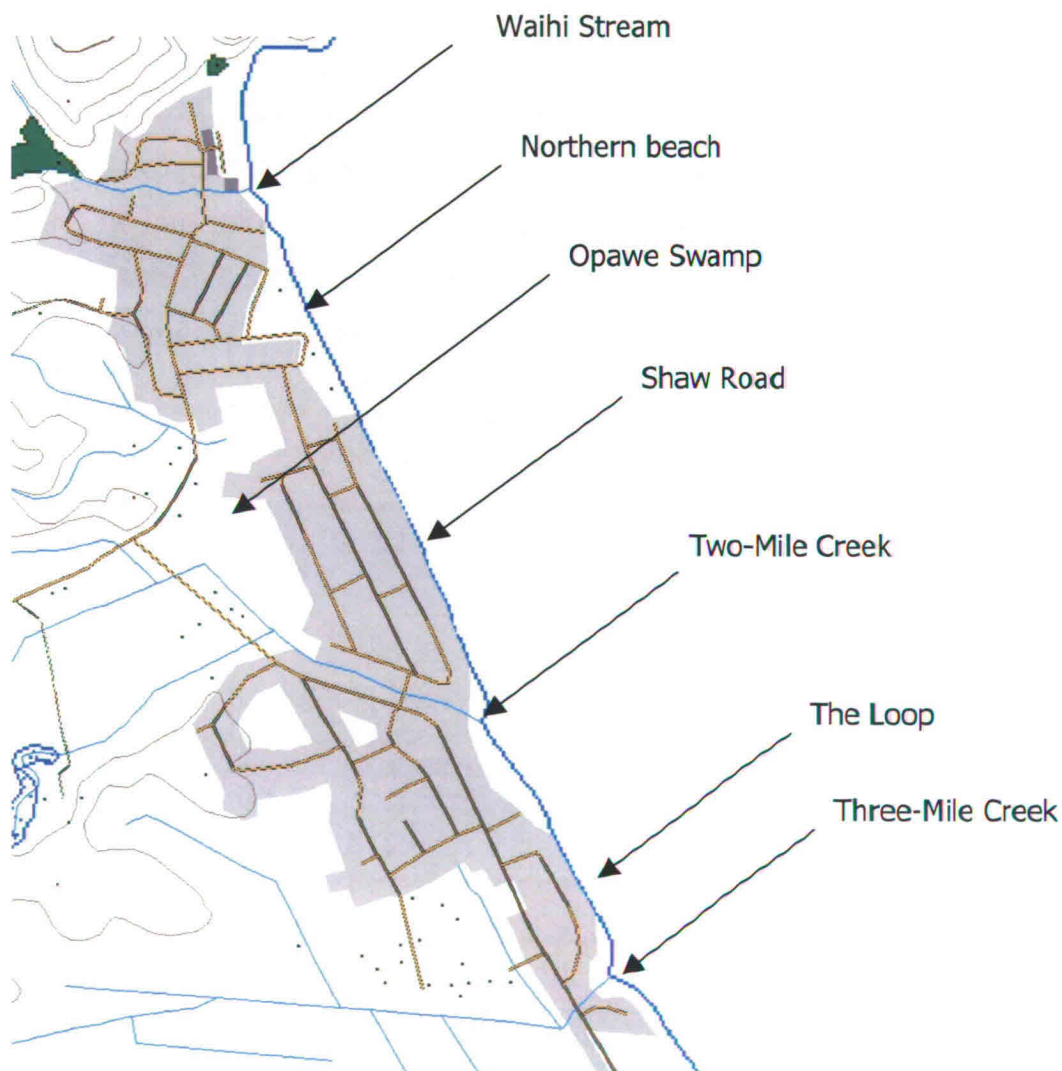 Waihi Stream
Northern beach
Opawe Swamp
Shaw Road
Two-Mile Creek
The Loop
Three-Mile Creek